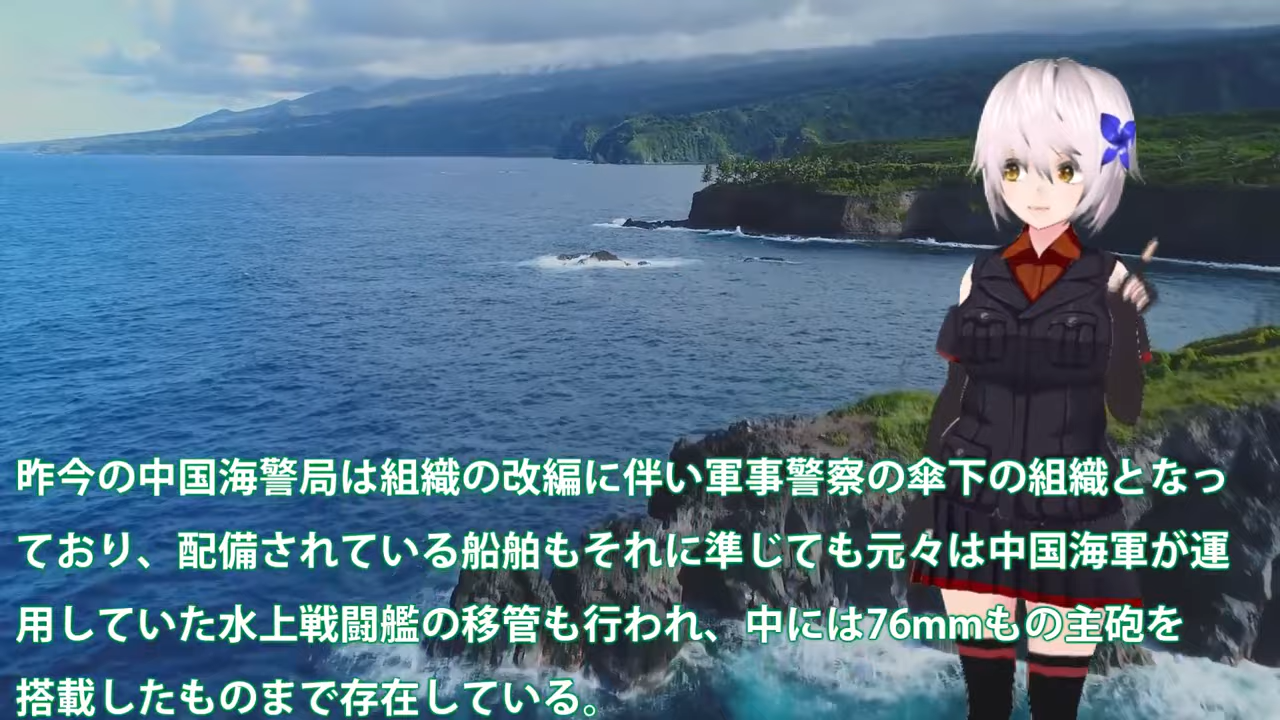 昨今の中国海警局は組織の改編に伴い軍事警察の傘下の組織となっ
ており、配備されている船舶もそれに準じても元々は中国海軍が運
用していた水上戦闘艦の移管も行われ、中には76mmもの主砲を
搭載したものまで存在している。